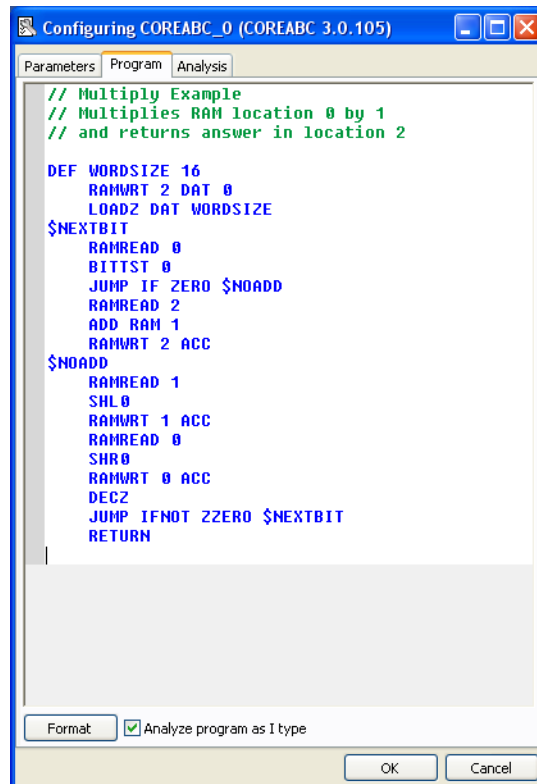 Configuring COREABC_0 (COREABC 3.0.105)
Parameters Program Analysis
// Multiply Example
// Multiplies RAM location 0 by 1
// and returns answer in location 2
DEF WORDSIZE 16
RAMWRT 2 DAT 0
LOADZ DAT WORDSIZE
$NEXTBIT
RAMREAD 0
BITTST 0
JUMP IF ZERO $NOADD
RAMREAD 2
ADD RAM 1
RAMWRT 2 ACC
$NOADD
RAMREAD 1
SHL0
RAMWRT 1 ACC
RAMREAD 0
SHR0
RAMWRT 0 ACC
DECZ
JUMP IFNOT ZZERO $NEXTBIT
RETURN
Format Analyze program as I type
OK Cancel